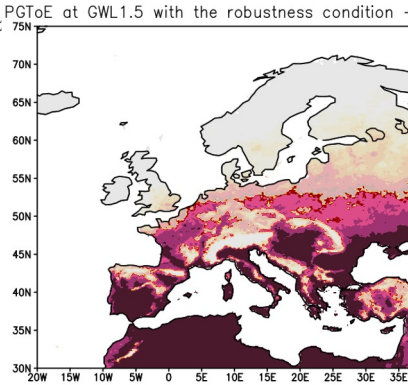 PGToE at GWL1.5 with the robustness condition -
75N
70N
65N
60N
55N
50N
45N
40N
35N
30N
20W 15W 10W 5W 0 5E 10E 15E 20E 25E 30E 35E